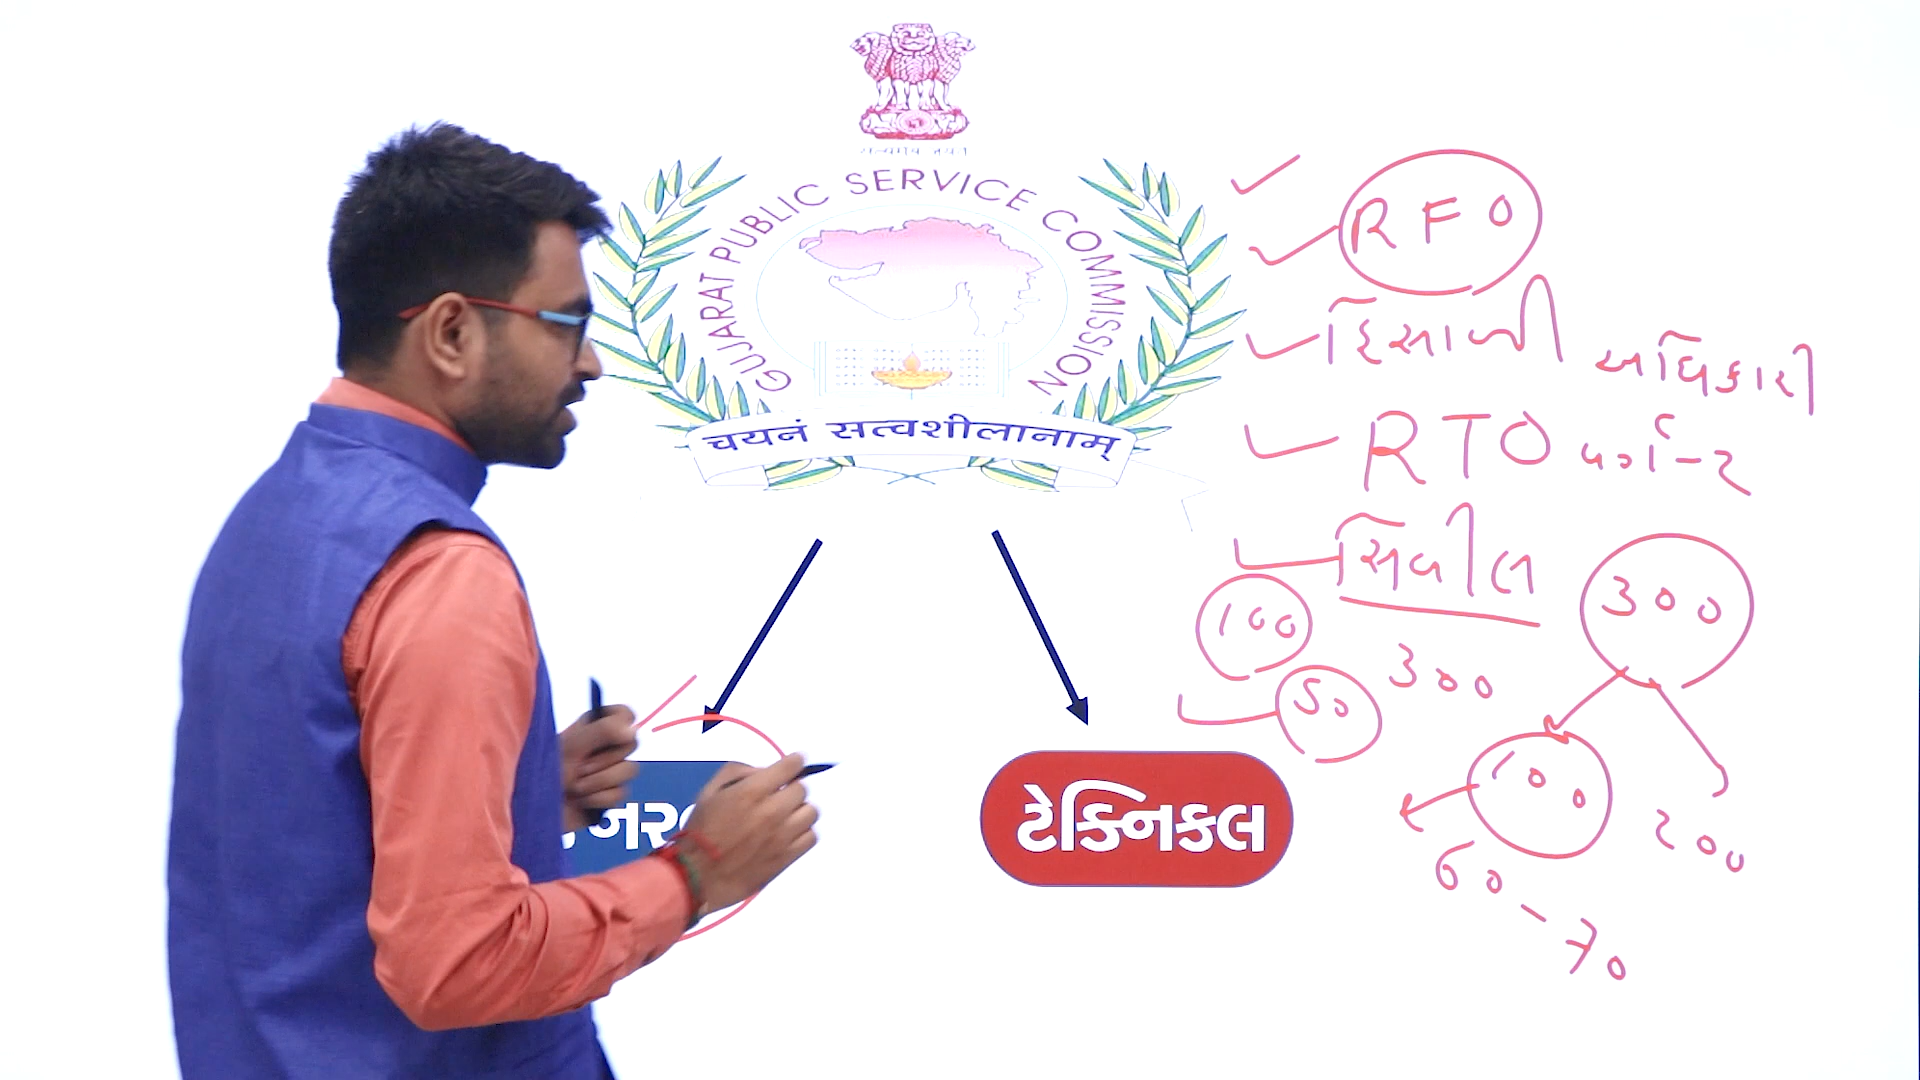 GUJARAT PUBLIC SERVICE COMMISSION
चयनं सत्वशीलानाम्
RFO
હિસાબી અધિકારી
RTO વર્ગ-૨
સિવીલ
300
100
300
50
100
200
60-70
ટેક્નિકલ